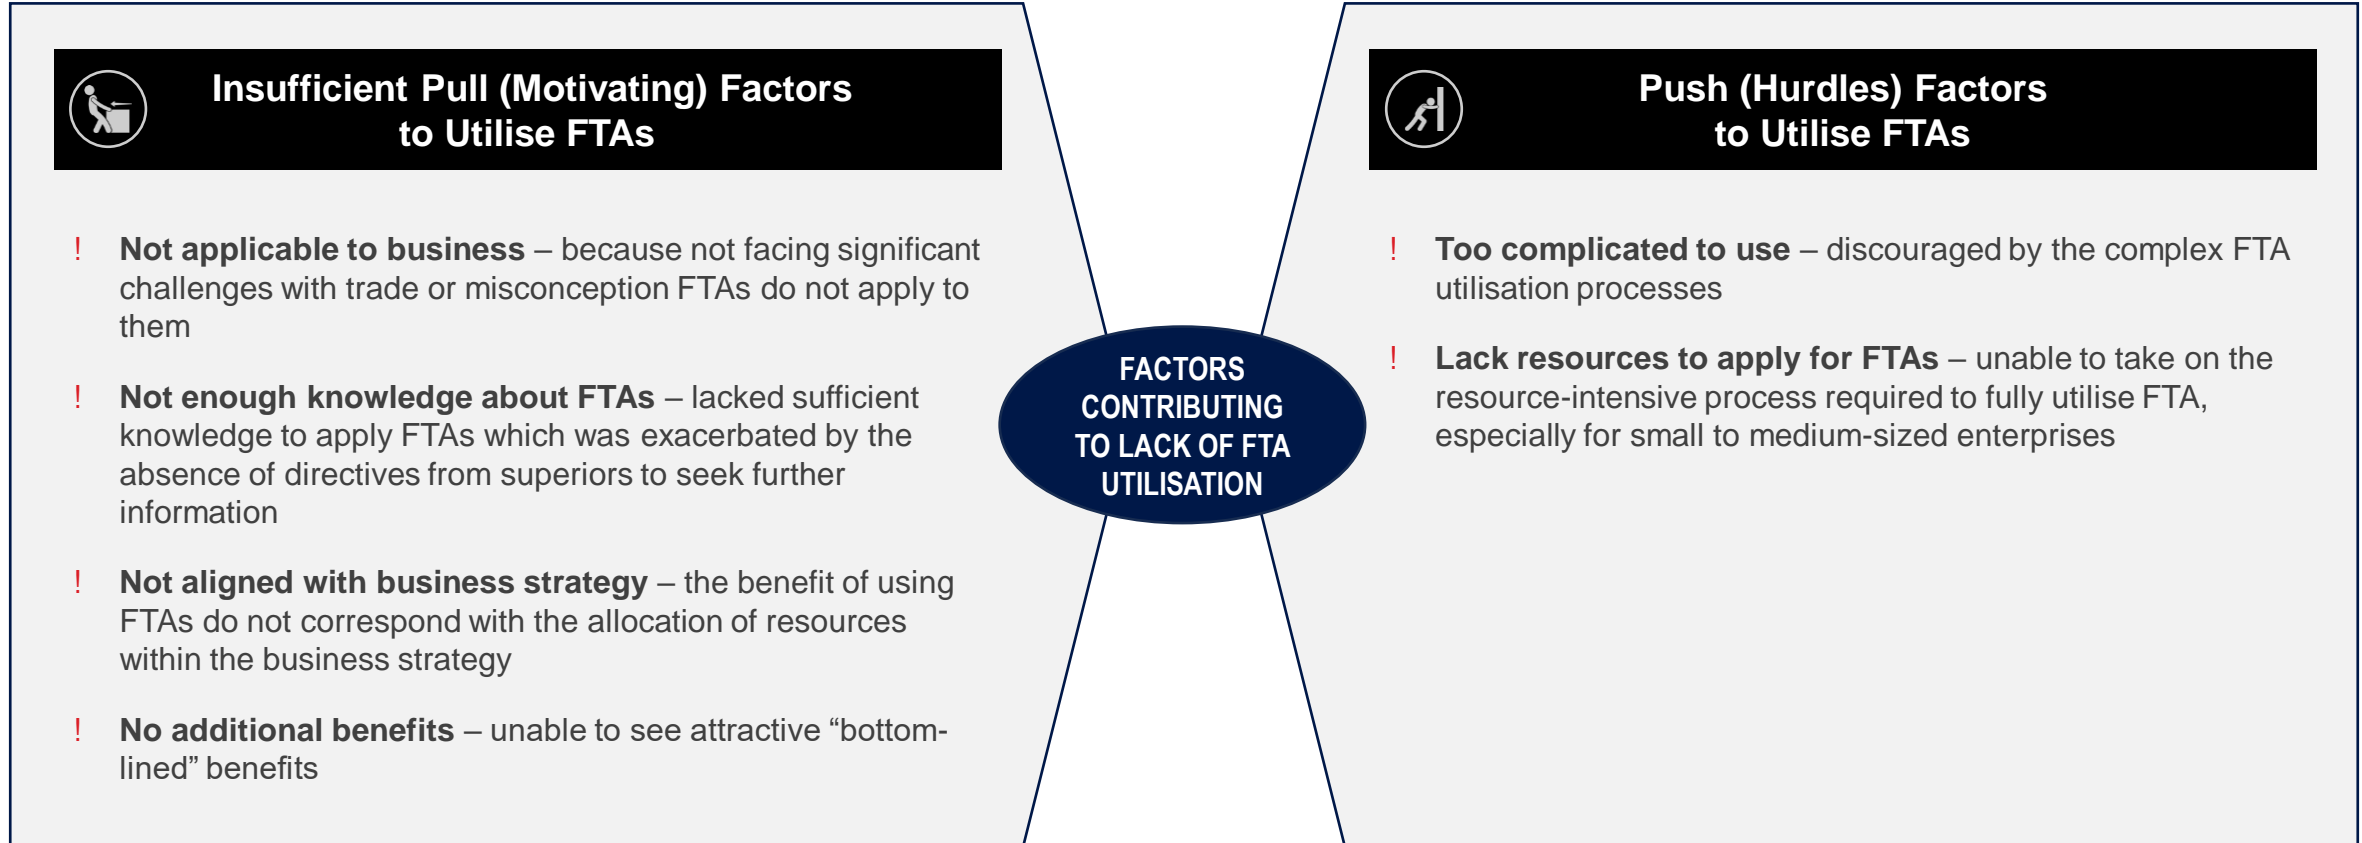 Insufficient Pull (Motivating) Factors
to Utilise FTAs
! Not applicable to business – because not facing significant
challenges with trade or misconception FTAs do not apply to
them
! Not enough knowledge about FTAs – lacked sufficient
knowledge to apply FTAs which was exacerbated by the
absence of directives from superiors to seek further
information
! Not aligned with business strategy – the benefit of using
FTAs do not correspond with the allocation of resources
within the business strategy
! No additional benefits – unable to see attractive “bottom-
lined” benefits
FACTORS
CONTRIBUTING
TO LACK OF FTA
UTILISATION
Push (Hurdles) Factors
to Utilise FTAs
! Too complicated to use – discouraged by the complex FTA
utilisation processes
! Lack resources to apply for FTAs – unable to take on the
resource-intensive process required to fully utilise FTA,
especially for small to medium-sized enterprises